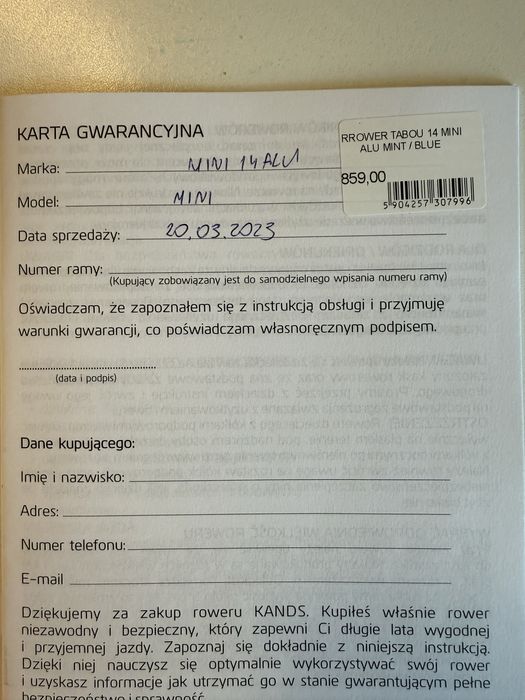 KARTA GWARANCYJNA
RROWER TABOU 14 MINI
ALU MINT / BLUE
859,00
5 904257 307996
Marka: MINI 14 ALU
Model: MINI
Data sprzedaży: 20.03.2023
Numer ramy:
(Kupujący zobowiązany jest do samodzielnego wpisania numeru ramy)
Oświadczam, że zapoznałem się z instrukcją obsługi i przyjmuję
warunki gwarancji, co poświadczam własnoręcznym podpisem.
(data i podpis)
Dane kupującego:
Imię i nazwisko:
Adres:
Numer telefonu:
E-mail
Dziękujemy za zakup roweru KANDS. Kupiłeś właśnie rower
niezawodny i bezpieczny, który zapewni Ci długie lata wygodnej
i przyjemnej jazdy. Zapoznaj się dokładnie z niniejszą instrukcją.
Dzięki niej nauczysz się optymalnie wykorzystywać swój rower
i uzyskasz informacje jak utrzymać go w stanie gwarantującym pełne
bezpieczeństwo i sprawność.